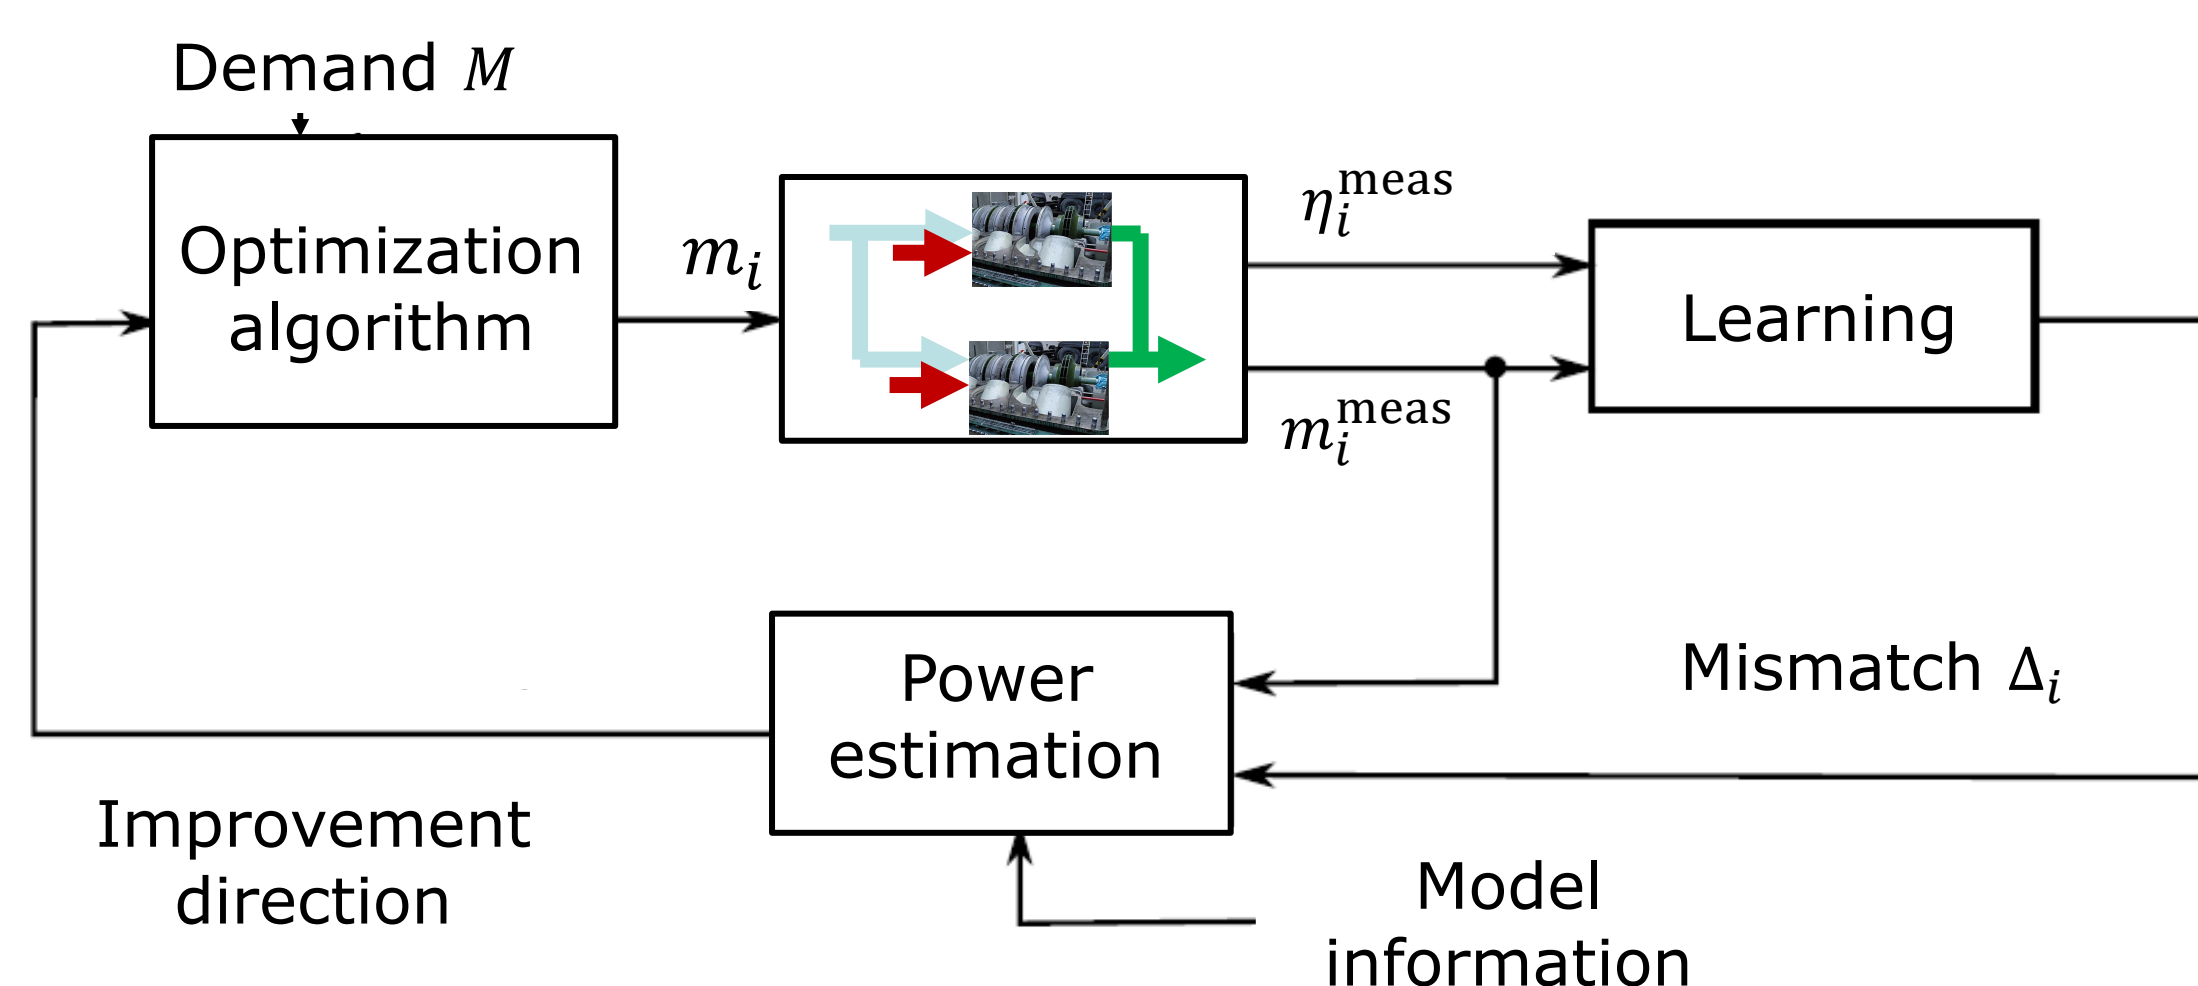 Demand M
Optimization
algorithm
m_i
η_i^meas
m_i^meas
Learning
Power
estimation
Mismatch Δ_i
Improvement
direction
Model
information